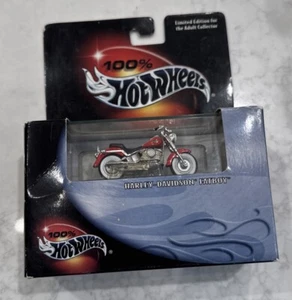 Limited Edition for
the Adult Collector
100%
Hot Wheels
HARLEY-DAVIDSON FATBOY
100%
Hot Wheels